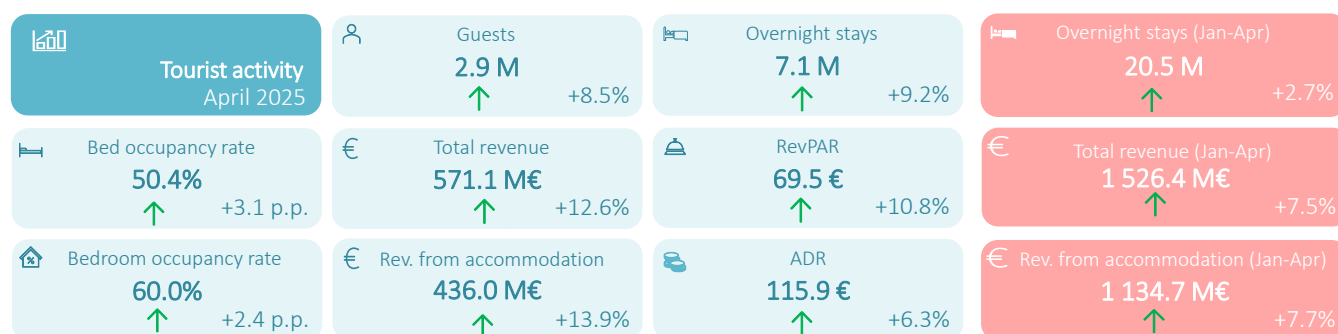 Tourist activity
April 2025
Guests
2.9 M
+8.5%
Overnight stays
7.1 M
+9.2%
Overnight stays (Jan-Apr)
20.5 M
+2.7%
Bed occupancy rate
50.4%
+3.1 p.p.
€
Total revenue
571.1 M€
+12.6%
RevPAR
69.5 €
+10.8%
€
Total revenue (Jan-Apr)
1 526.4 M€
+7.5%
%
Bedroom occupancy rate
60.0%
+2.4 p.p.
€
Rev. from accommodation
436.0 M€
+13.9%
ADR
115.9 €
+6.3%
€
Rev. from accommodation (Jan-Apr)
1 134.7 M€
+7.7%